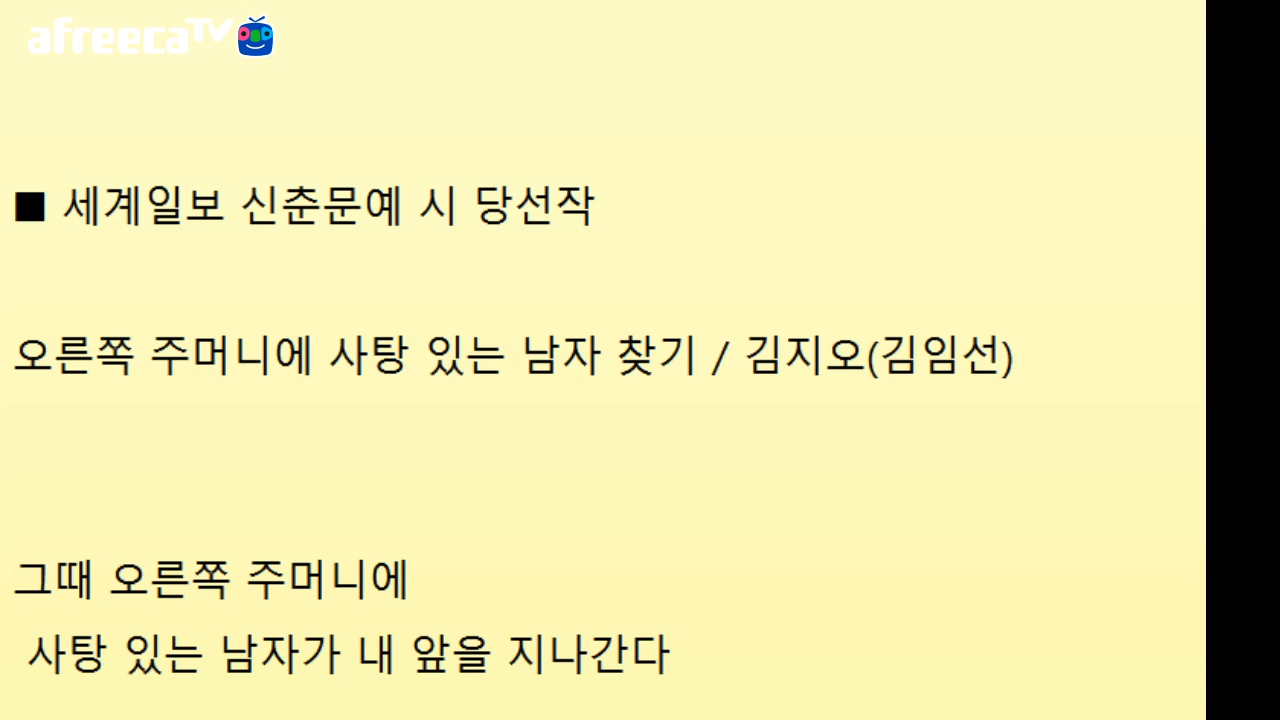 afreecaTV
■ 세계일보 신춘문예 시 당선작
오른쪽 주머니에 사탕 있는 남자 찾기 / 김지오(김임선)
그때 오른쪽 주머니에
사탕 있는 남자가 내 앞을 지나간다